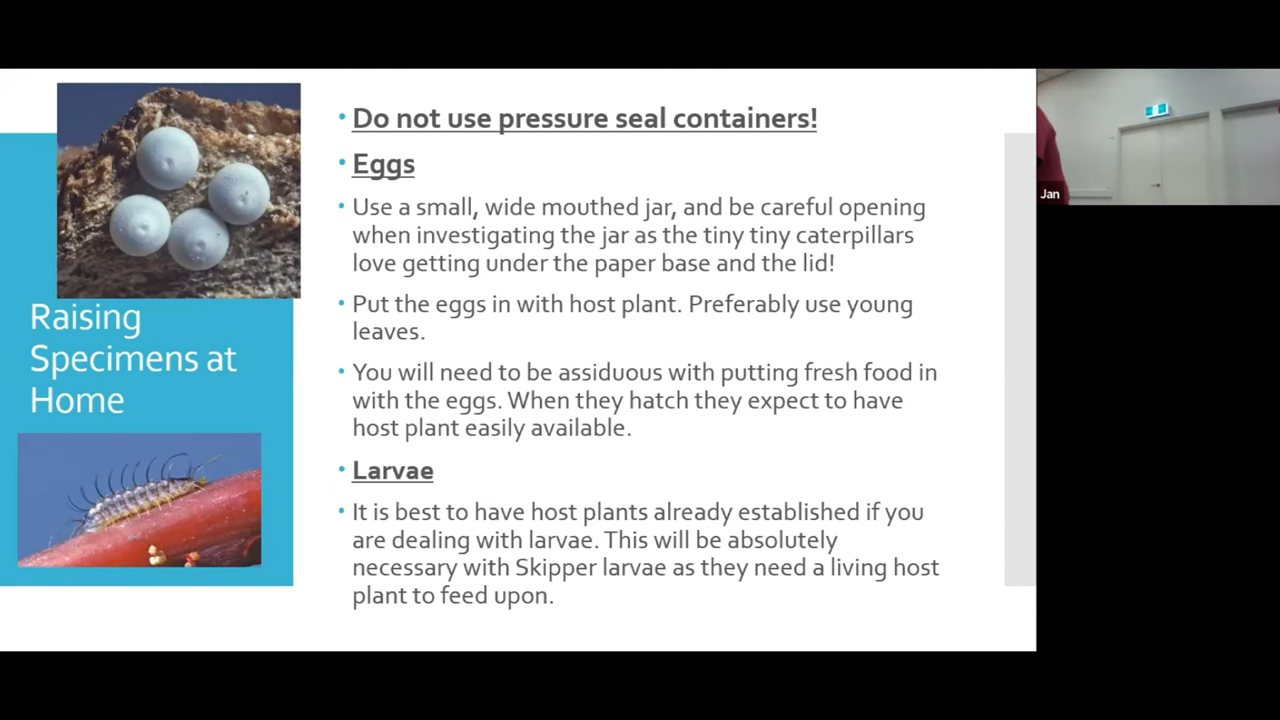 Do not use pressure seal containers!
Eggs
Use a small, wide mouthed jar, and be careful opening
when investigating the jar as the tiny tiny caterpillars
love getting under the paper base and the lid!
Put the eggs in with host plant. Preferably use young
leaves.
You will need to be assiduous with putting fresh food in
with the eggs. When they hatch they expect to have
host plant easily available.
Larvae
It is best to have host plants already established if you
are dealing with larvae. This will be absolutely
necessary with Skipper larvae as they need a living host
plant to feed upon.
Raising
Specimens at
Home
Jan